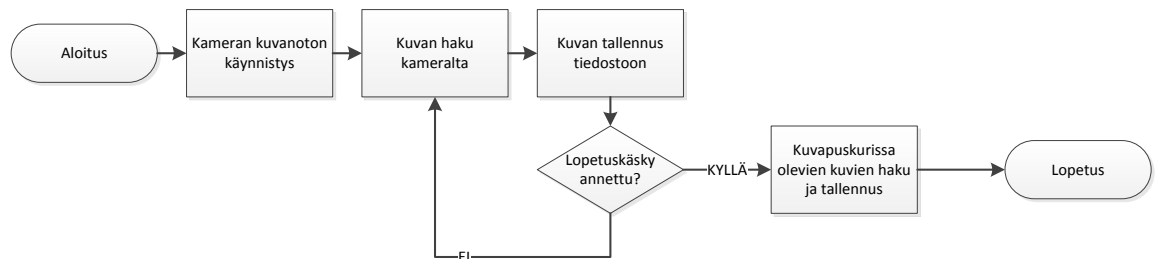 Aloitus
Kameran kuvanoton
käynnistys
Kuvan haku
kameralta
Kuvan tallennus
tiedostoon
Lopetuskäsky
annettu?
KYLLÄ
Kuvapuskurissa
olevien kuvien haku
ja tallennus
Lopetus
EI